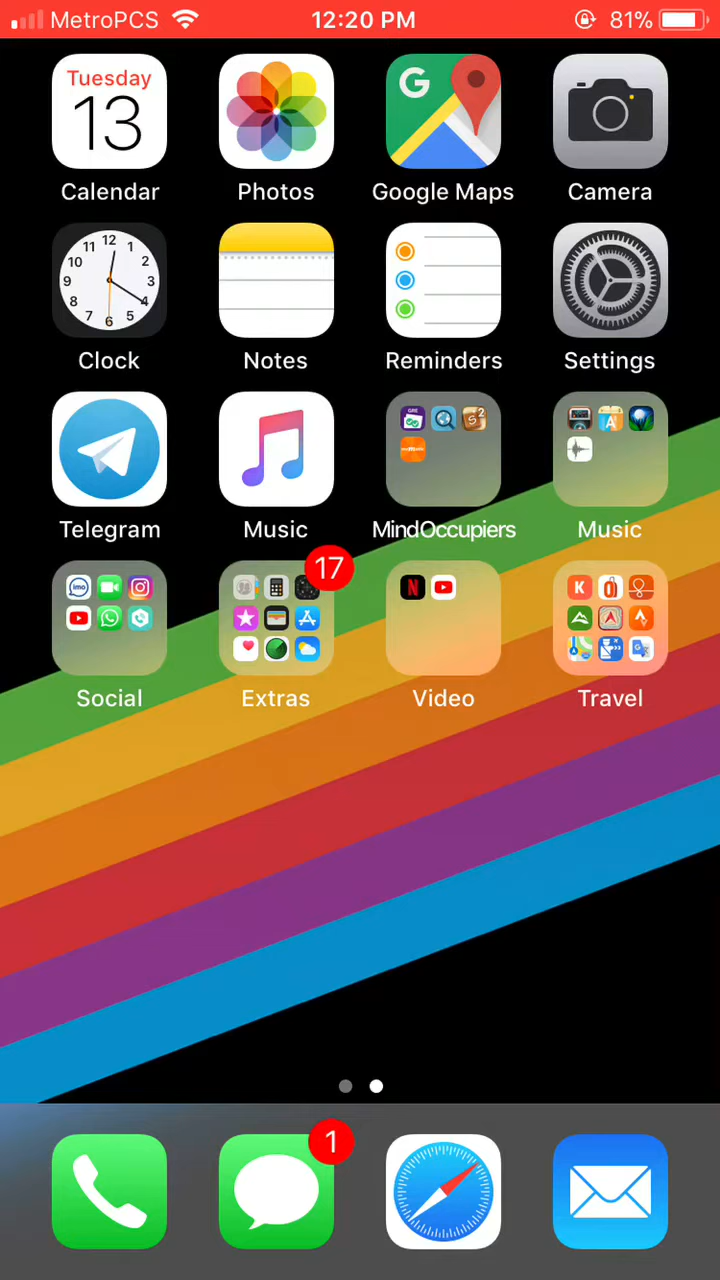 MetroPCS 12:20 PM 81%
Tuesday
13
Calendar Photos Google Maps Camera
Clock Notes Reminders Settings
Telegram Music MindOccupiers Music
17
Social Extras Video Travel
1